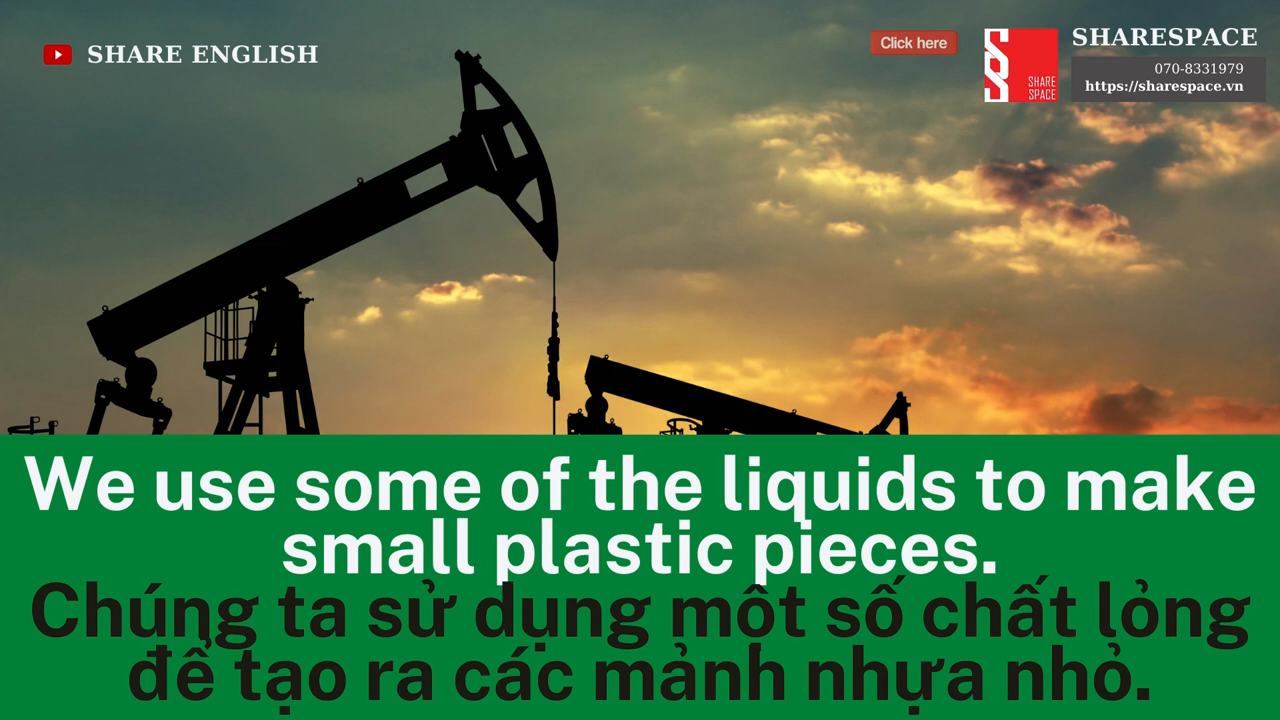 SHARE ENGLISH
Click here
SHARE
SPACE
SHARESPACE
070-8331979
https://sharespace.vn
We use some of the liquids to make
small plastic pieces.
Chúng ta sử dụng một số chất lỏng
để tạo ra các mảnh nhựa nhỏ.